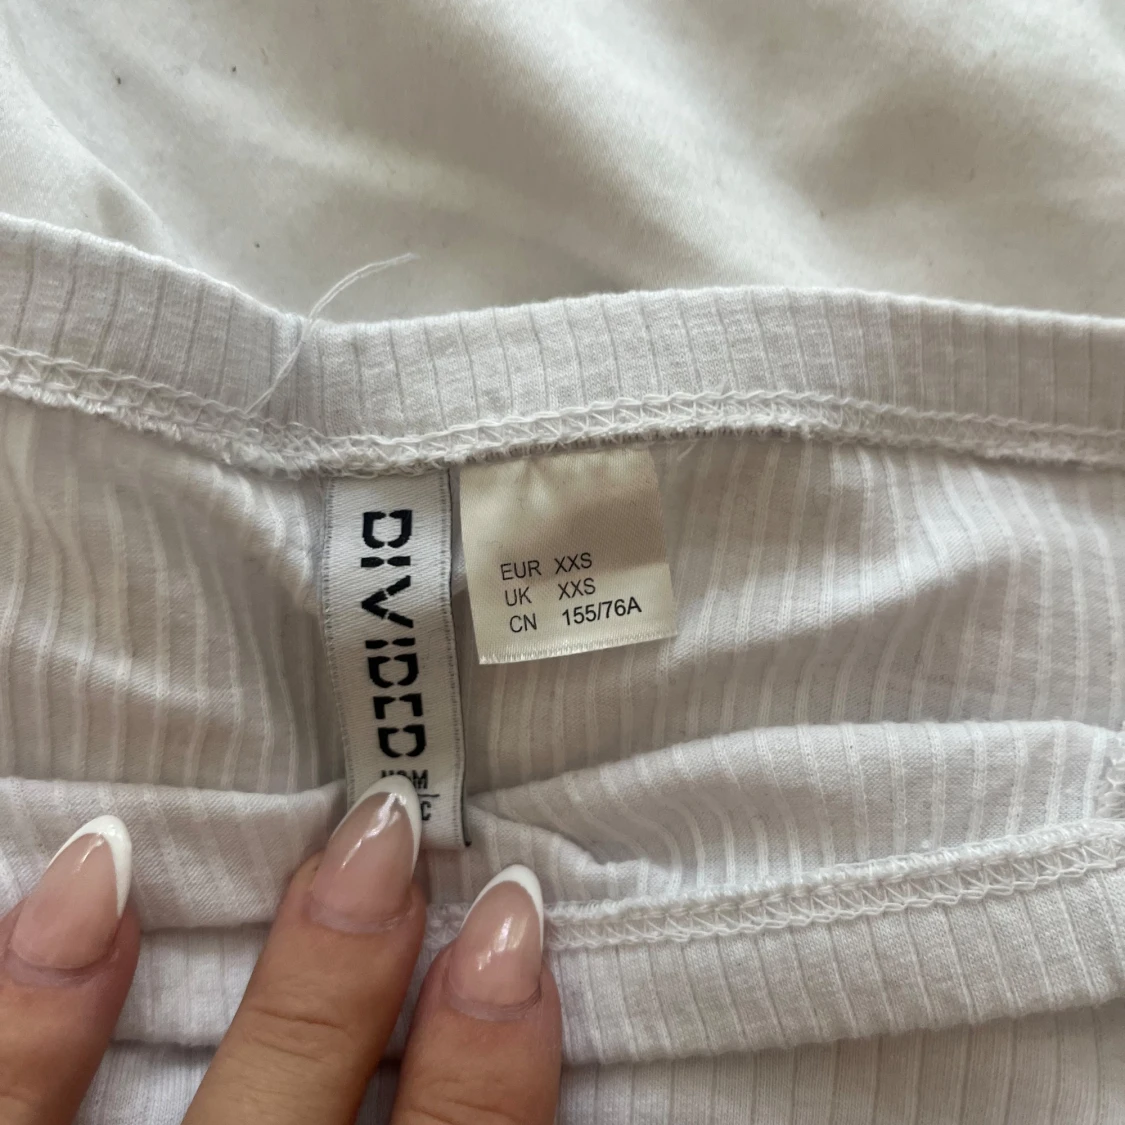 DIVIDED
EUR XXS
UK XXS
CN 155/76A